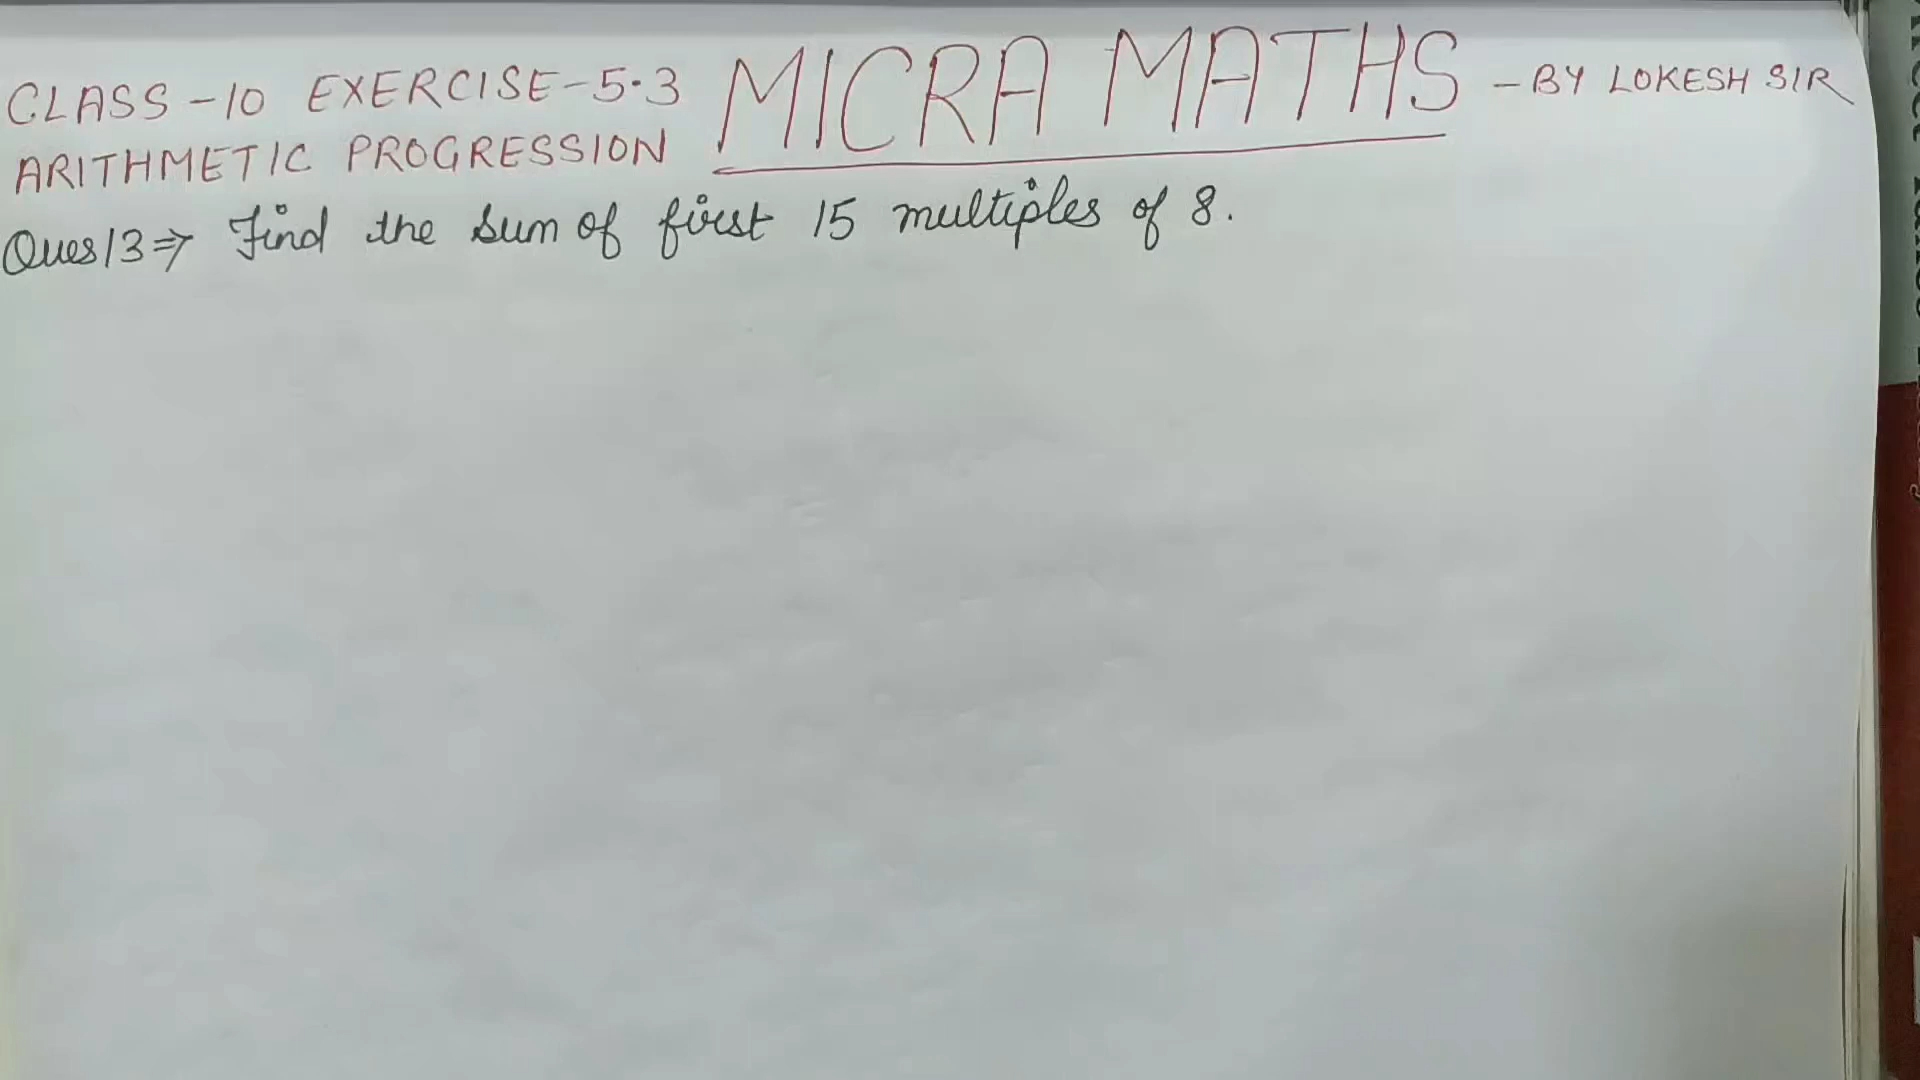 CLASS-10 EXERCISE-5.3 MICRA MATHS - BY LOKESH SIR
ARITHMETIC PROGRESSION
Ques13⇒ Find the sum of first 15 multiples of 8.